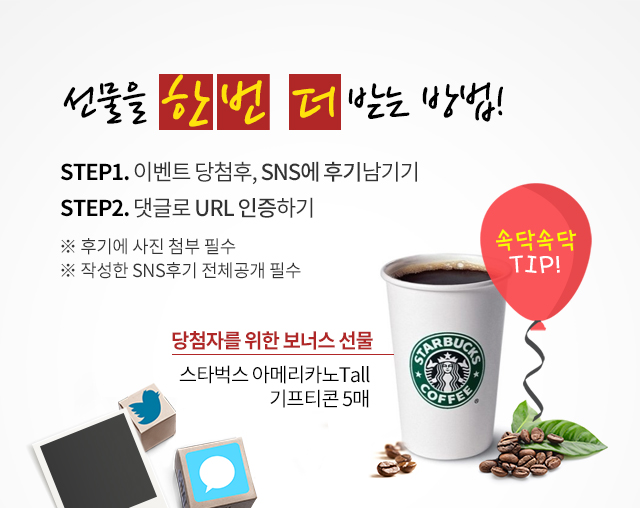 선물을 한번 더 받는 방법!
STEP1. 이벤트 당첨후, SNS에 후기남기기
STEP2. 댓글로 URL 인증하기
※ 후기에 사진 첨부 필수
※ 작성한 SNS후기 전체공개 필수
속닥속닥
TIP!
당첨자를 위한 보너스 선물
스타벅스 아메리카노Tall
기프티콘 5매
STARBUCKS
COFFEE
®